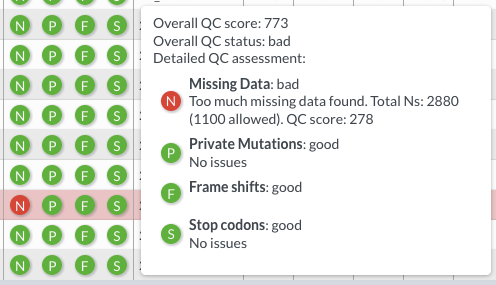 Overall QC score: 773
Overall QC status: bad
Detailed QC assessment:
N Missing Data: bad
Too much missing data found. Total Ns: 2880
(1100 allowed). QC score: 278
P Private Mutations: good
No issues
F Frame shifts: good
S Stop codons: good
No issues
N P F S
N P F S
N P F S
N P F S
N P F S
N P F S
N P F S
N P F S
N P F S